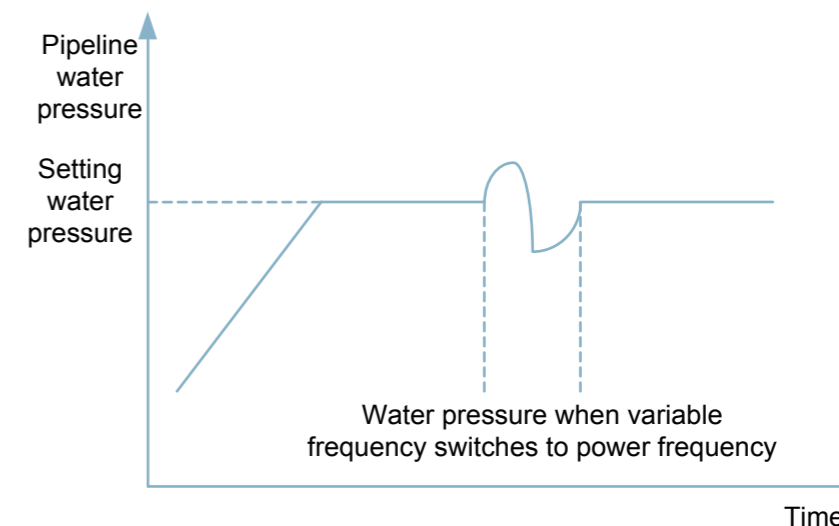 Pipeline
water
pressure
Setting
water
pressure
Water pressure when variable
frequency switches to power frequency
Time